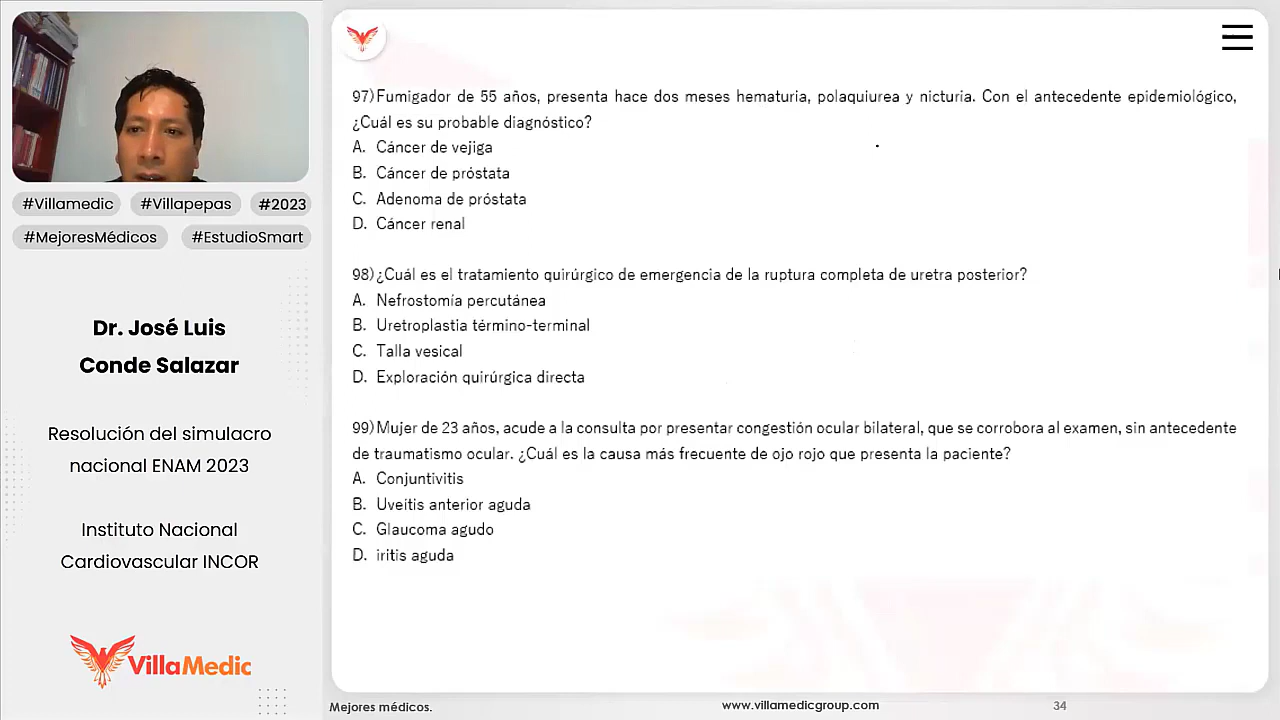 #Villamedic #Villapepas #2023
#MejoresMédicos #EstudioSmart
Dr. José Luis
Conde Salazar
Resolución del simulacro
nacional ENAM 2023
Instituto Nacional
Cardiovascular INCOR
VillaMedic
97) Fumigador de 55 años, presenta hace dos meses hematuria, polaquiurea y nicturia. Con el antecedente epidemiológico,
¿Cuál es su probable diagnóstico?
A. Cáncer de vejiga
B. Cáncer de próstata
C. Adenoma de próstata
D. Cáncer renal
98) ¿Cuál es el tratamiento quirúrgico de emergencia de la ruptura completa de uretra posterior?
A. Nefrostomía percutánea
B. Uretroplastia término-terminal
C. Talla vesical
D. Exploración quirúrgica directa
99) Mujer de 23 años, acude a la consulta por presentar congestión ocular bilateral, que se corrobora al examen, sin antecedente
de traumatismo ocular. ¿Cuál es la causa más frecuente de ojo rojo que presenta la paciente?
A. Conjuntivitis
B. Uveítis anterior aguda
C. Glaucoma agudo
D. iritis aguda
Mejores médicos. www.villamedicgroup.com 34